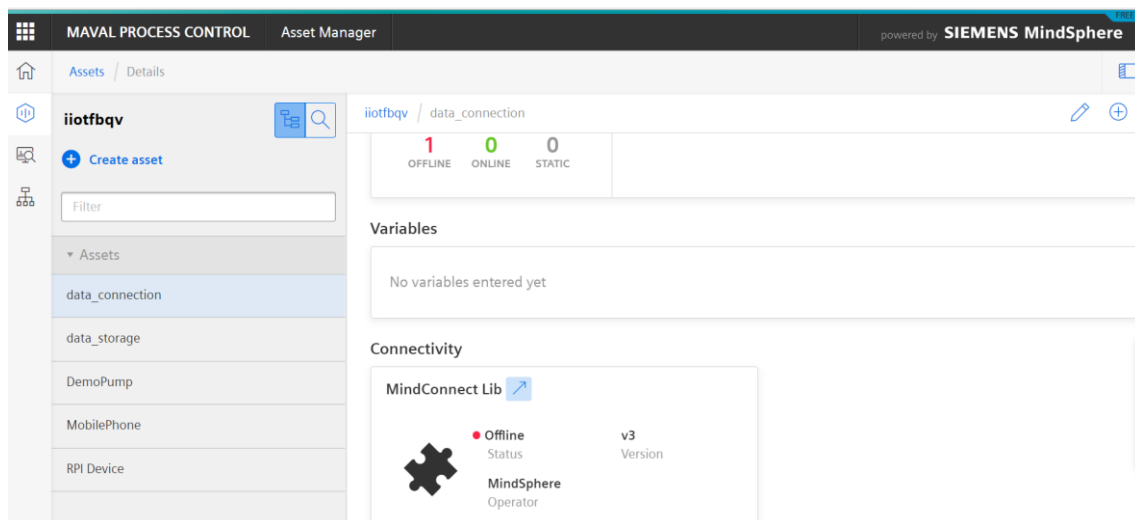 FREE
MAVAL PROCESS CONTROL Asset Manager powered by SIEMENS MindSphere
Assets / Details
iiotfbqv
Create asset
Filter
Assets
data_connection
data_storage
DemoPump
MobilePhone
RPI Device
iiotfbqv / data_connection
1 0 0
OFFLINE ONLINE STATIC
Variables
No variables entered yet
Connectivity
MindConnect Lib
Offline v3
Status Version
MindSphere
Operator